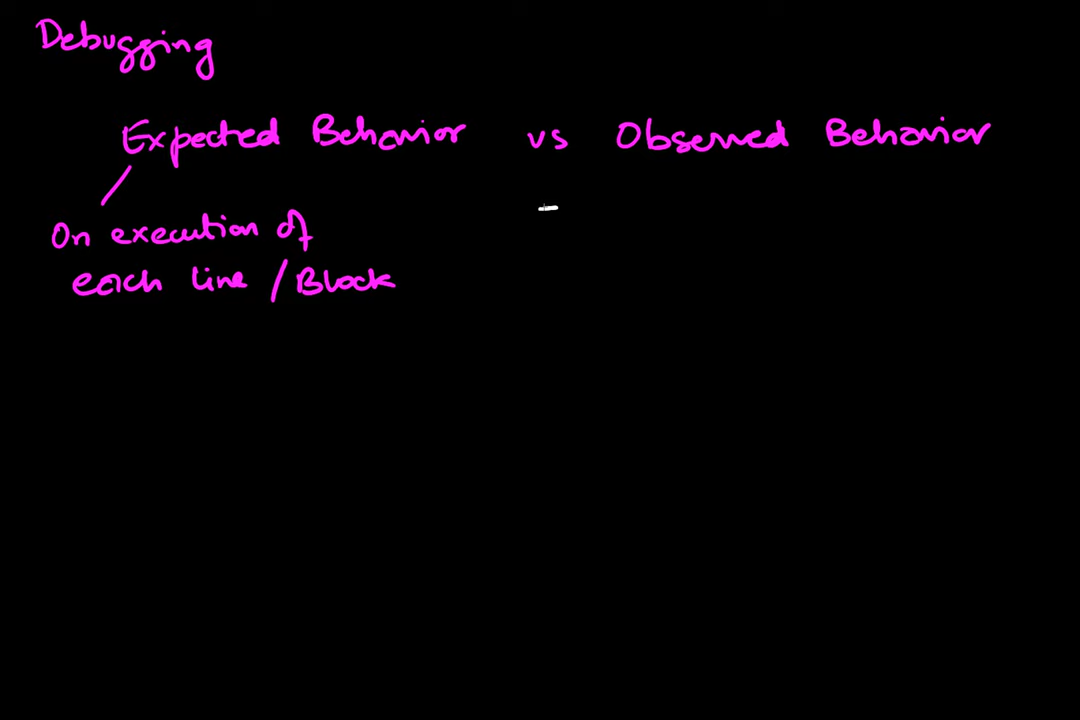 Debugging
Expected Behavior vs Observed Behavior
On execution of
each line / Block